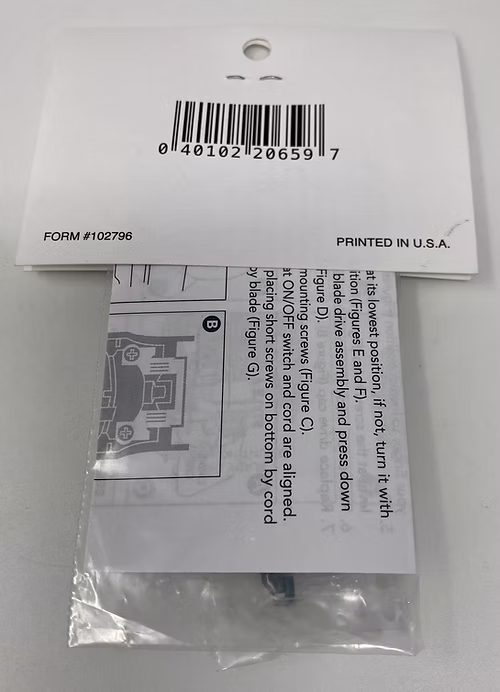 0 40102 20659 7
FORM #102796
PRINTED IN U.S.A.
at its lowest position, if not, turn it with
ition (Figures E and F).
blade drive assembly and press down
Figure D).
mounting screws (Figure C).
at ON/OFF switch and cord are aligned.
placing short screws on bottom by cord
by blade (Figure G).
B